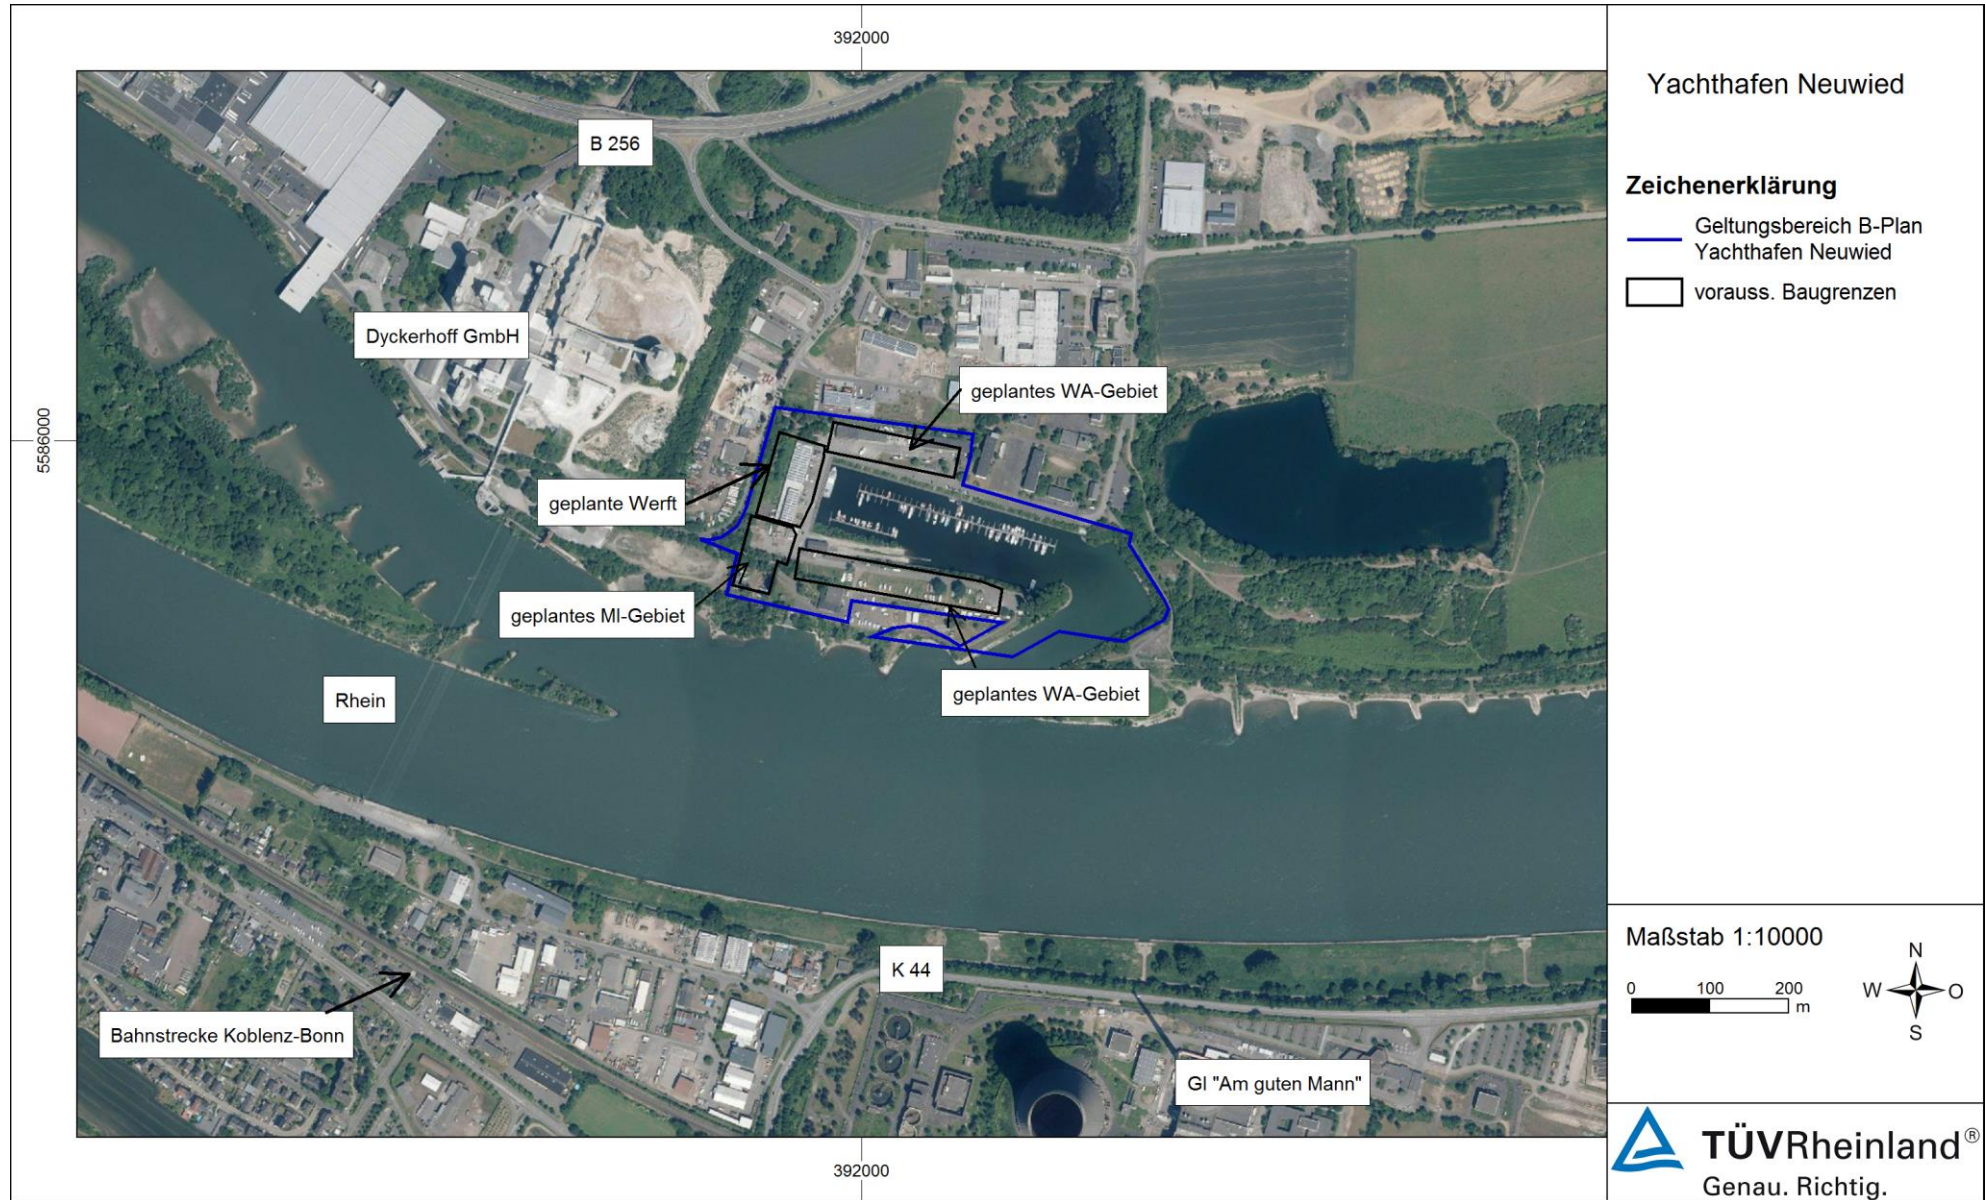 392000
5586000
B 256
Dyckerhoff GmbH
geplantes WA-Gebiet
geplante Werft
geplantes MI-Gebiet
geplantes WA-Gebiet
Rhein
K 44
Bahnstrecke Koblenz-Bonn
GI "Am guten Mann"
392000
Yachthafen Neuwied
Zeichenerklärung
Geltungsbereich B-Plan
Yachthafen Neuwied
vorauss. Baugrenzen
Maßstab 1:10000
0 100 200
m
N
W O
S
TÜVRheinland®
Genau. Richtig.